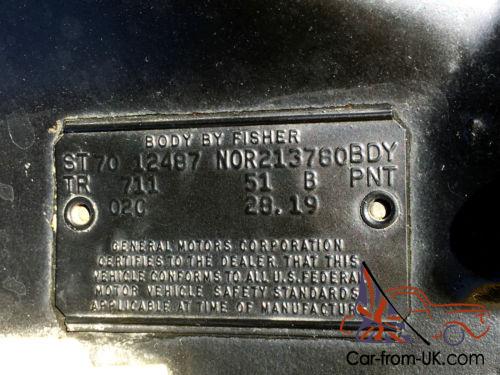 BODY BY FISHER
ST 70 12487 NOR213760 BDY
TR 711 51 B PNT
02C 28.19
GENERAL MOTORS CORPORATION
CERTIFIES TO THE DEALER, THAT THIS
VEHICLE CONFORMS TO ALL U.S. FEDERAL
MOTOR VEHICLE SAFETY STANDARDS
APPLICABLE AT TIME OF MANUFACTUR
Car-from-UK.com